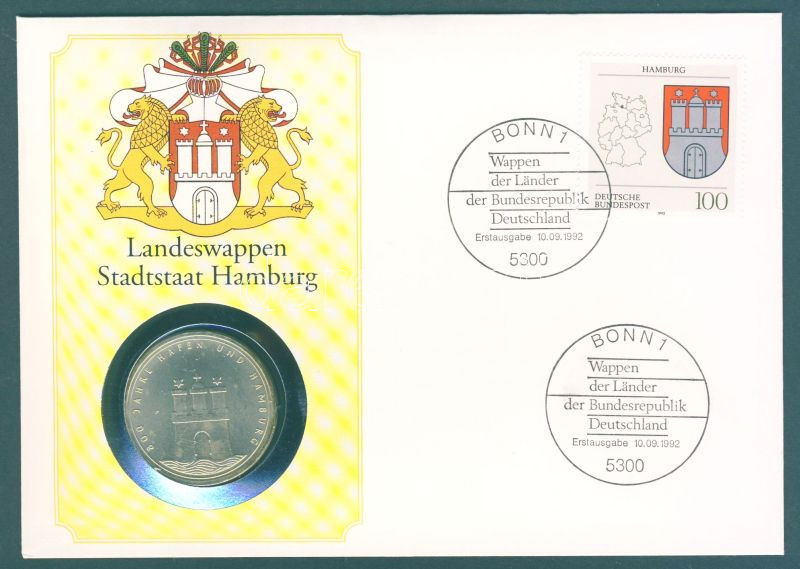 Landeswappen
Stadtstaat Hamburg
800 JAHRE HAFEN UND HAMBURG
HAMBURG
DEUTSCHE
BUNDESPOST
100
1992
BONN 1
Wappen
der Länder
der Bundesrepublik
Deutschland
Erstausgabe 10.09.1992
5300
BONN 1
Wappen
der Länder
der Bundesrepublik
Deutschland
Erstausgabe 10.09.1992
5300